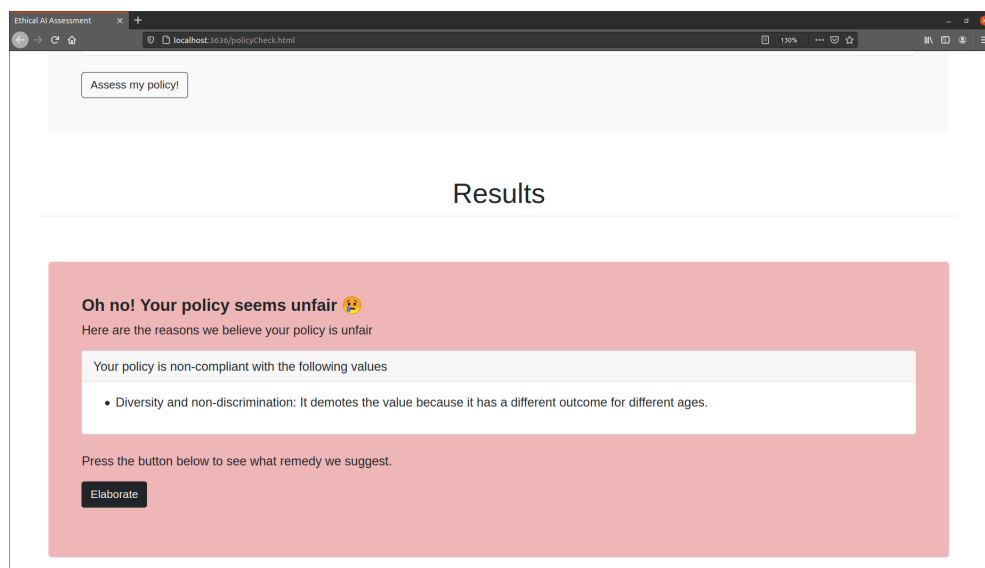 Ethical AI Assessment
localhost:3636/policyCheck.html
130%
Assess my policy!
Results
Oh no! Your policy seems unfair 😢
Here are the reasons we believe your policy is unfair
Your policy is non-compliant with the following values
• Diversity and non-discrimination: It demotes the value because it has a different outcome for different ages.
Press the button below to see what remedy we suggest.
Elaborate